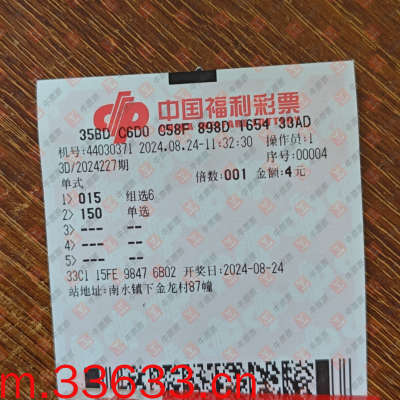 中国福利彩票
35BD C6D0 C58F 898D 1654 33AD
机号:44030371 2024.08.24-11:32:30 操作员:1
3D/2024227期 序号:00004
单式 倍数:001 金额:4元
1> 015 组选6
2> 150 单选
3> --- --
4> --- --
5> --- --
33C1 15FE 9847 6B02 开奖日:2024-08-24
站地址:南水镇下金龙村87幢
m.33633.cn